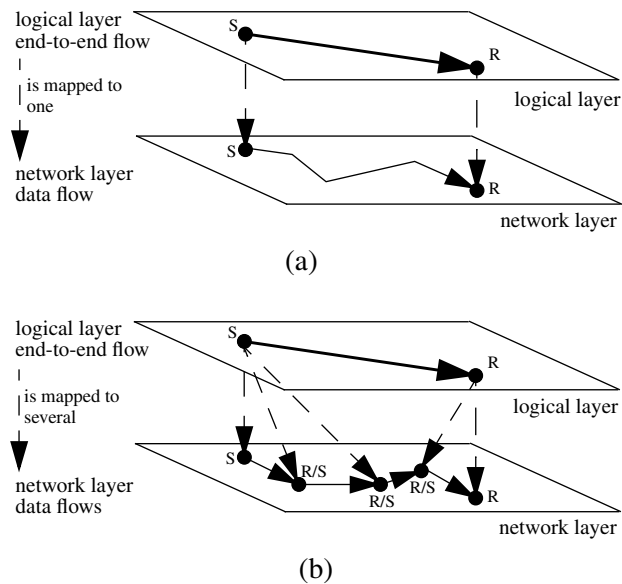 logical layer
end-to-end flow
is mapped to
one
network layer
data flow
S
R
logical layer
S
R
network layer
(a)
logical layer
end-to-end flow
is mapped to
several
network layer
data flows
S
R
logical layer
S
R/S
R/S
R/S
R
network layer
(b)